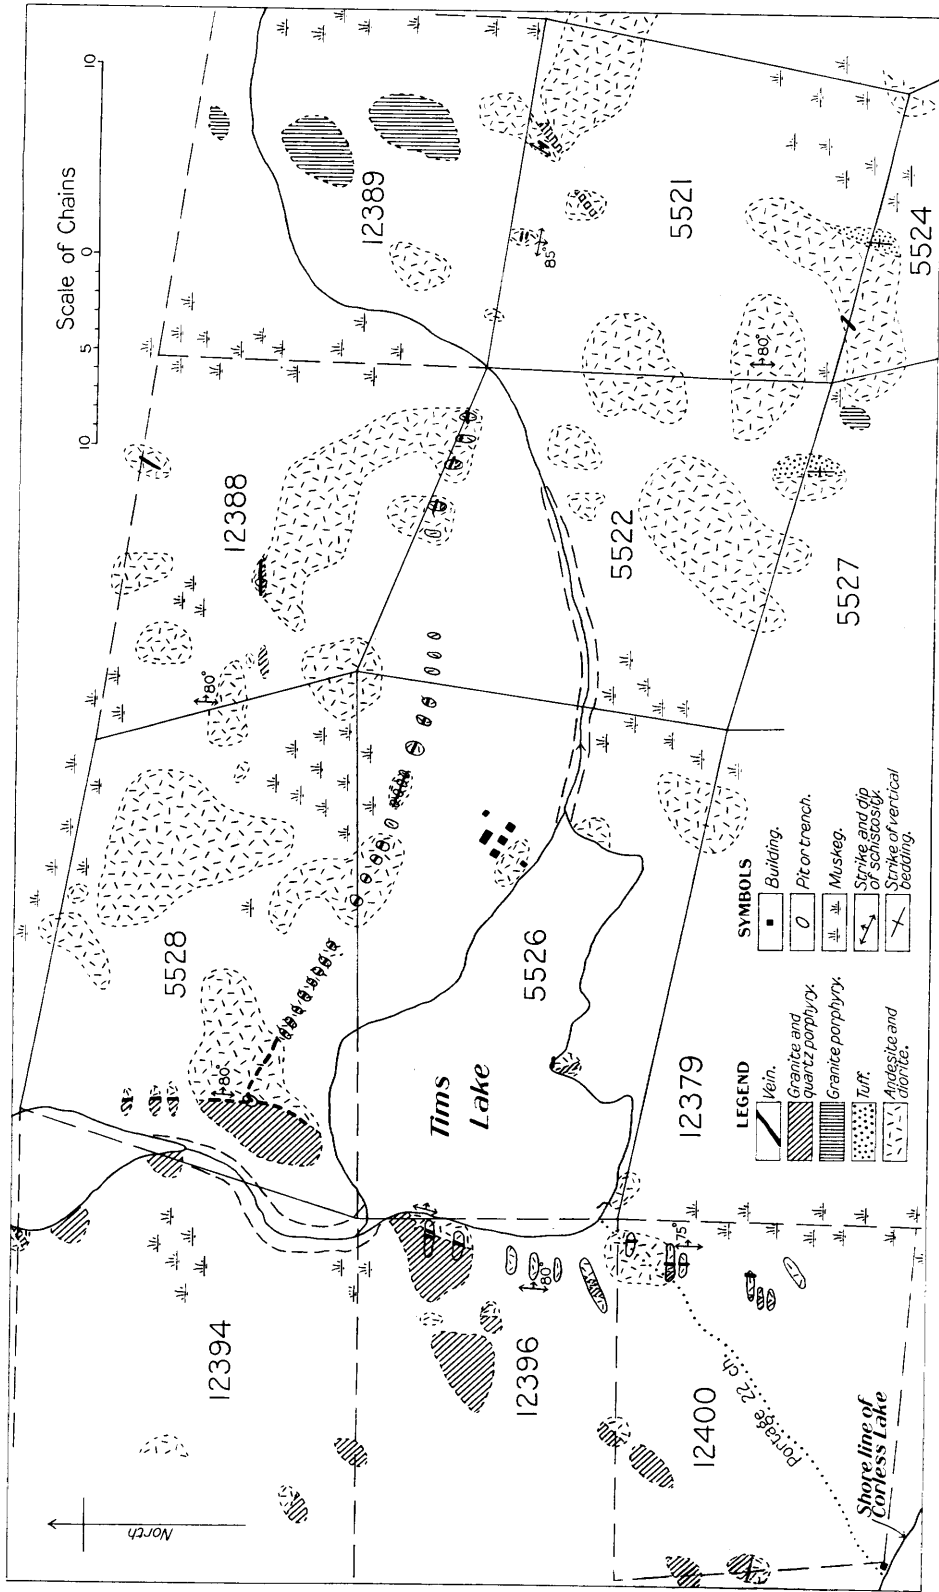 Scale of Chains
10 5 0 10
12388
12389
80°
5528
80°
12394
North
85°
5521
5522
5526
Tims
Lake
80°
12396
80°
5524
5527
12379
75°
12400
Portage 22 ch.
Shore line of
Corless Lake
LEGEND
Vein.
Granite and
quartz porphyry.
Granite porphyry.
Tuff.
Andesite and
diorite.
SYMBOLS
Building.
Pit or trench.
Muskeg.
Strike and dip
of schistosity.
Strike of vertical
bedding.